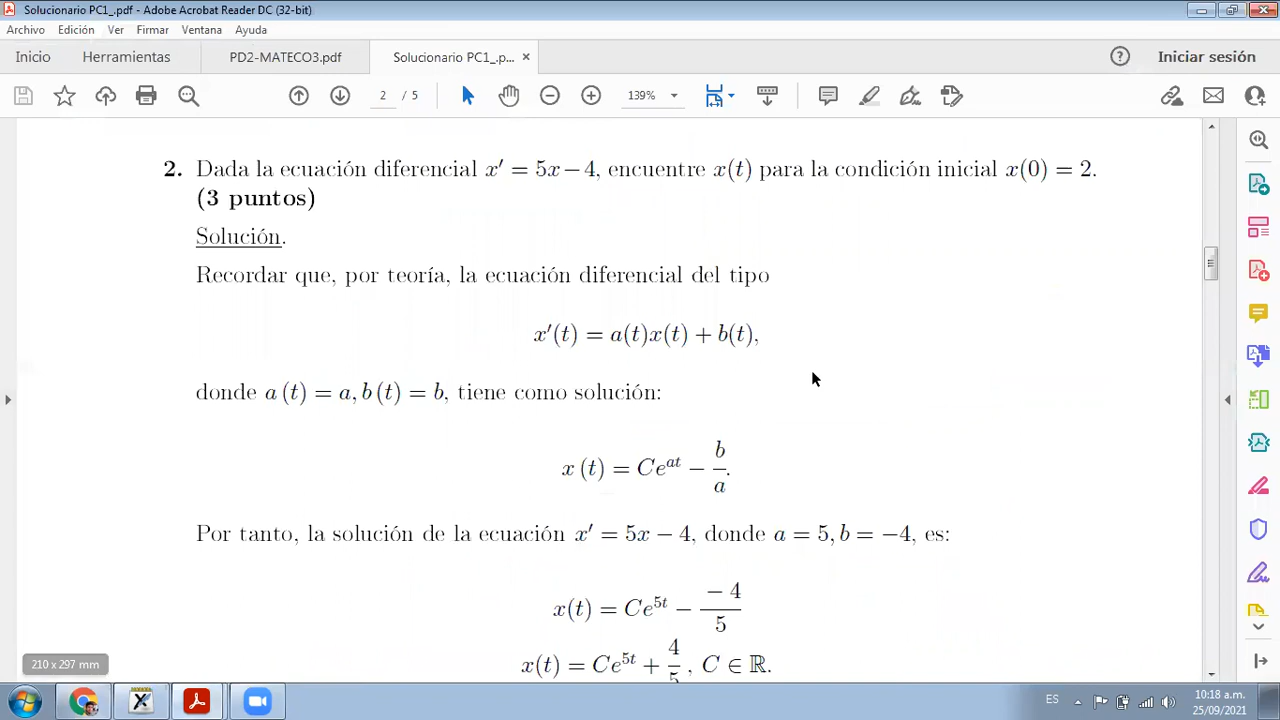 Solucionario PC1_.pdf - Adobe Acrobat Reader DC (32-bit)
Archivo Edición Ver Firmar Ventana Ayuda
Inicio Herramientas PD2-MATECO3.pdf Solucionario PC1_.p... × Iniciar sesión
2 / 5 139%
2. Dada la ecuación diferencial x′ = 5x−4, encuentre x(t) para la condición inicial x(0) = 2.
(3 puntos)
Solución.
Recordar que, por teoría, la ecuación diferencial del tipo
x′(t) = a(t)x(t) + b(t),
donde a (t) = a, b (t) = b, tiene como solución:
x (t) = Ce^{at} − b/a.
Por tanto, la solución de la ecuación x′ = 5x − 4, donde a = 5, b = −4, es:
x(t) = Ce^{5t} − −4/5
x(t) = Ce^{5t} + 4/5 , C ∈ ℝ.
210 x 297 mm
ES 10:18 a.m.
25/09/2021